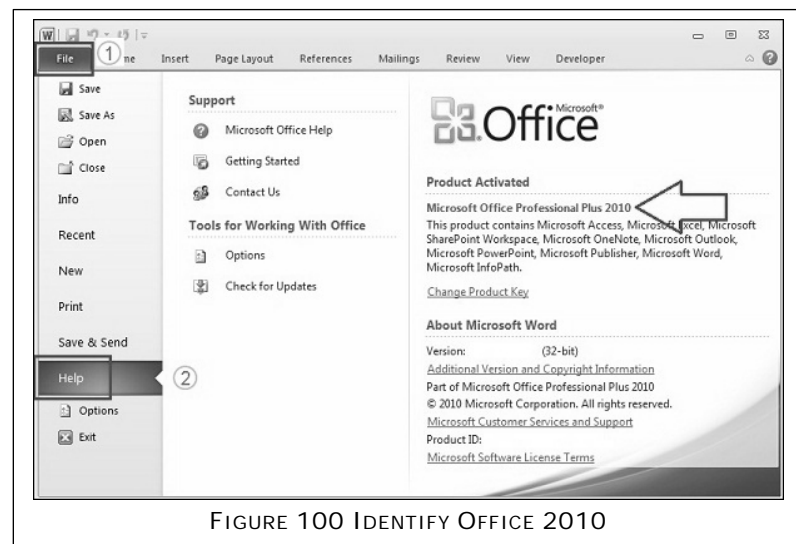 W
File
1
me
Insert
Page Layout
References
Mailings
Review
View
Developer
Save
Save As
Open
Close
Info
Recent
New
Print
Save & Send
Help
2
Options
Exit
Support
Microsoft Office Help
Getting Started
Contact Us
Tools for Working With Office
Options
Check for Updates
Microsoft®
Office
Product Activated
Microsoft Office Professional Plus 2010
This product contains Microsoft Access, Microsoft Excel, Microsoft
SharePoint Workspace, Microsoft OneNote, Microsoft Outlook,
Microsoft PowerPoint, Microsoft Publisher, Microsoft Word,
Microsoft InfoPath.
Change Product Key
About Microsoft Word
Version: (32-bit)
Additional Version and Copyright Information
Part of Microsoft Office Professional Plus 2010
© 2010 Microsoft Corporation. All rights reserved.
Microsoft Customer Services and Support
Product ID:
Microsoft Software License Terms
FIGURE 100 IDENTIFY OFFICE 2010